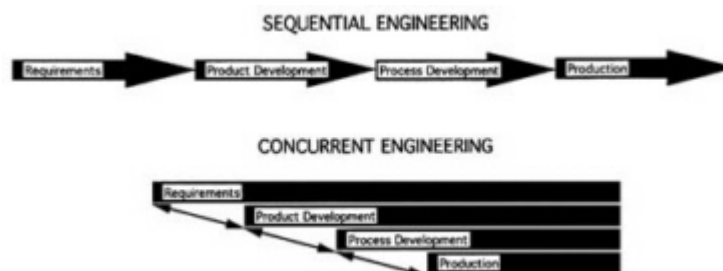 SEQUENTIAL ENGINEERING
Requirements Product Development Process Development Production
CONCURRENT ENGINEERING
Requirements
Product Development
Process Development
Production